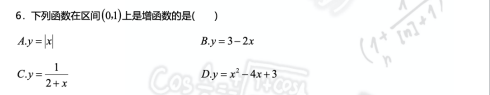 6．下列函数在区间(0,1)上是增函数的是(　　)
A.y=|x|　　B.y=3−2x
C.y=1/(2+x)　　D.y=x²−4x+3